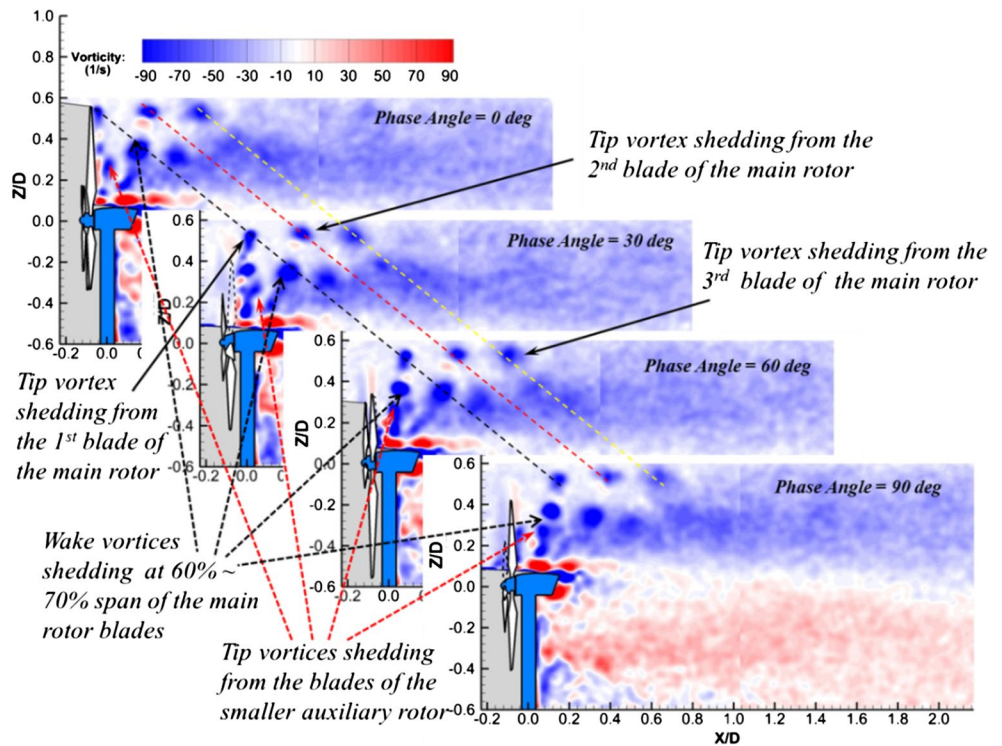 1.0
0.8
0.6
0.4
0.2
0.0
-0.2
-0.4
-0.6
Z/D
Vorticity:
(1/s)
-90 -70 -50 -30 -10 10 30 50 70 90
Phase Angle = 0 deg
-0.2 0.0 0
Tip vortex shedding from the
2nd blade of the main rotor
0.6
0.4
0.2
0.0
-0.2
-0.4
-0.6
Z/D
Phase Angle = 30 deg
-0.2 0.0 0.
Tip vortex shedding from the
3rd blade of the main rotor
Tip vortex
shedding from
the 1st blade of
the main rotor
0.6
0.4
0.2
0.0
-0.2
-0.4
-0.6
Z/D
Phase Angle = 60 deg
-0.2 0.0 0.
Wake vortices
shedding at 60% ~
70% span of the main
rotor blades
0.6
0.4
0.2
0.0
-0.2
-0.4
-0.6
Z/D
Phase Angle = 90 deg
Tip vortices shedding
from the blades of the
smaller auxiliary rotor
-0.2 0.0 0.2 0.4 0.6 0.8 1.0 1.2 1.4 1.6 1.8 2.0
X/D